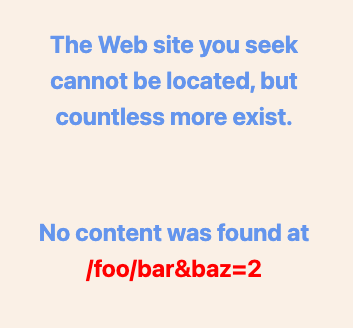 The Web site you seek
cannot be located, but
countless more exist.
No content was found at
/foo/bar&baz=2